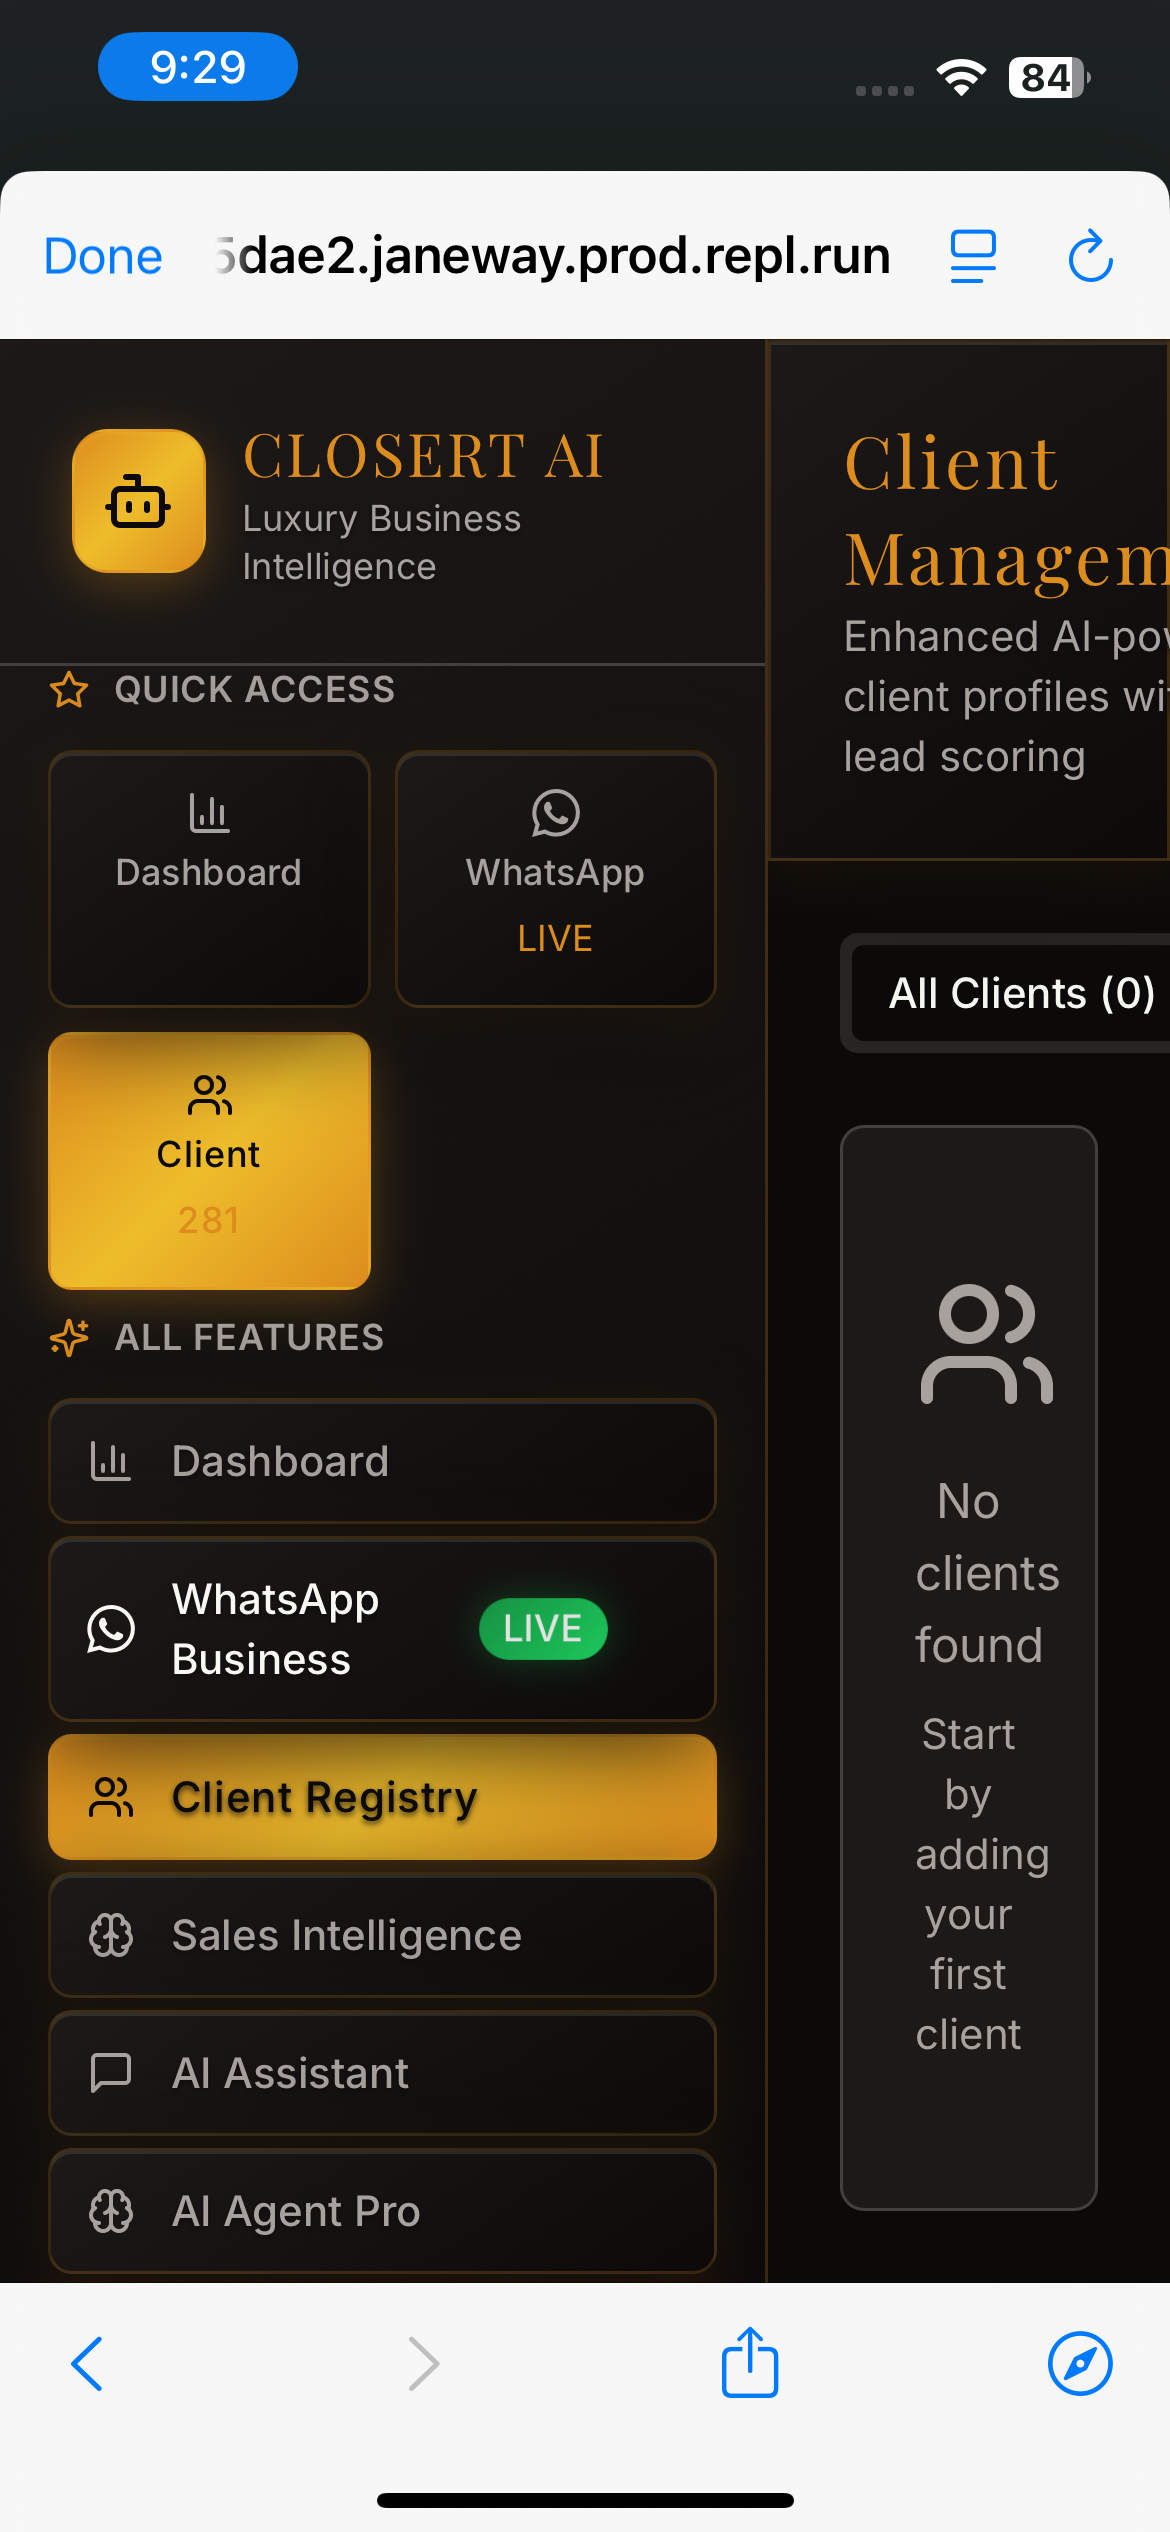 9:29
84
Done
5dae2.janeway.prod.repl.run
CLOSERT AI
Luxury Business
Intelligence
QUICK ACCESS
Dashboard
WhatsApp
LIVE
Client
281
ALL FEATURES
Dashboard
WhatsApp
Business
LIVE
Client Registry
Sales Intelligence
AI Assistant
AI Agent Pro
Client
Managem
Enhanced AI-pow
client profiles wit
lead scoring
All Clients (0)
No
clients
found
Start
by
adding
your
first
client